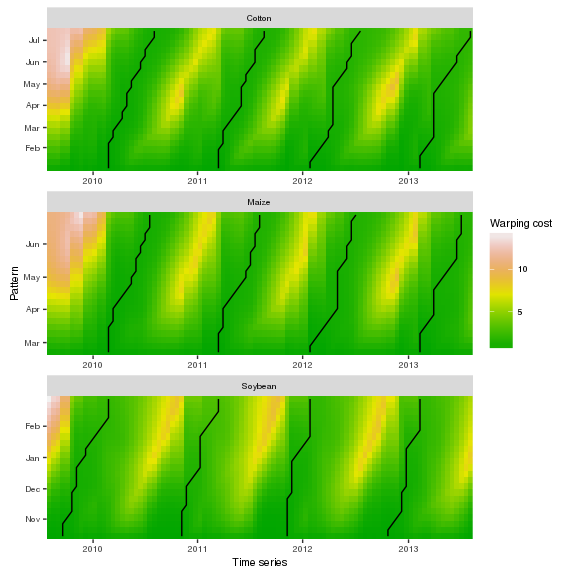 Cotton
Jul
Jun
May
Apr
Mar
Feb
2010 2011 2012 2013
Maize
Jun
May
Apr
Mar
2010 2011 2012 2013
Soybean
Feb
Jan
Dec
Nov
2010 2011 2012 2013
Time series
Pattern
Warping cost
10
5